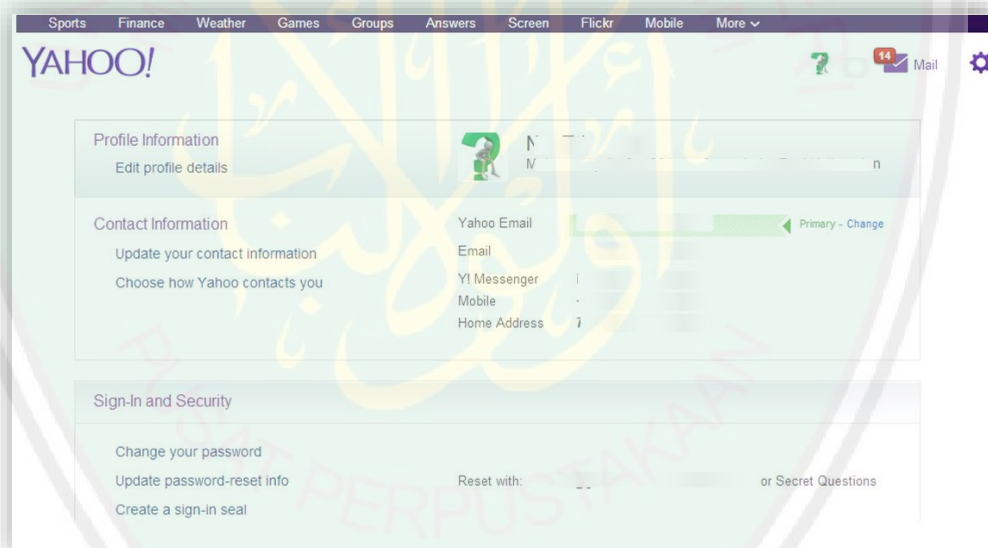 Sports Finance Weather Games Groups Answers Screen Flickr Mobile More
YAHOO!
14 Mail
Profile Information
Edit profile details
Contact Information
Update your contact information
Choose how Yahoo contacts you
Yahoo Email Primary - Change
Email
Y! Messenger
Mobile
Home Address
Sign-In and Security
Change your password
Update password-reset info
Reset with: or Secret Questions
Create a sign-in seal
PUSAT PERPUSTAKAAN